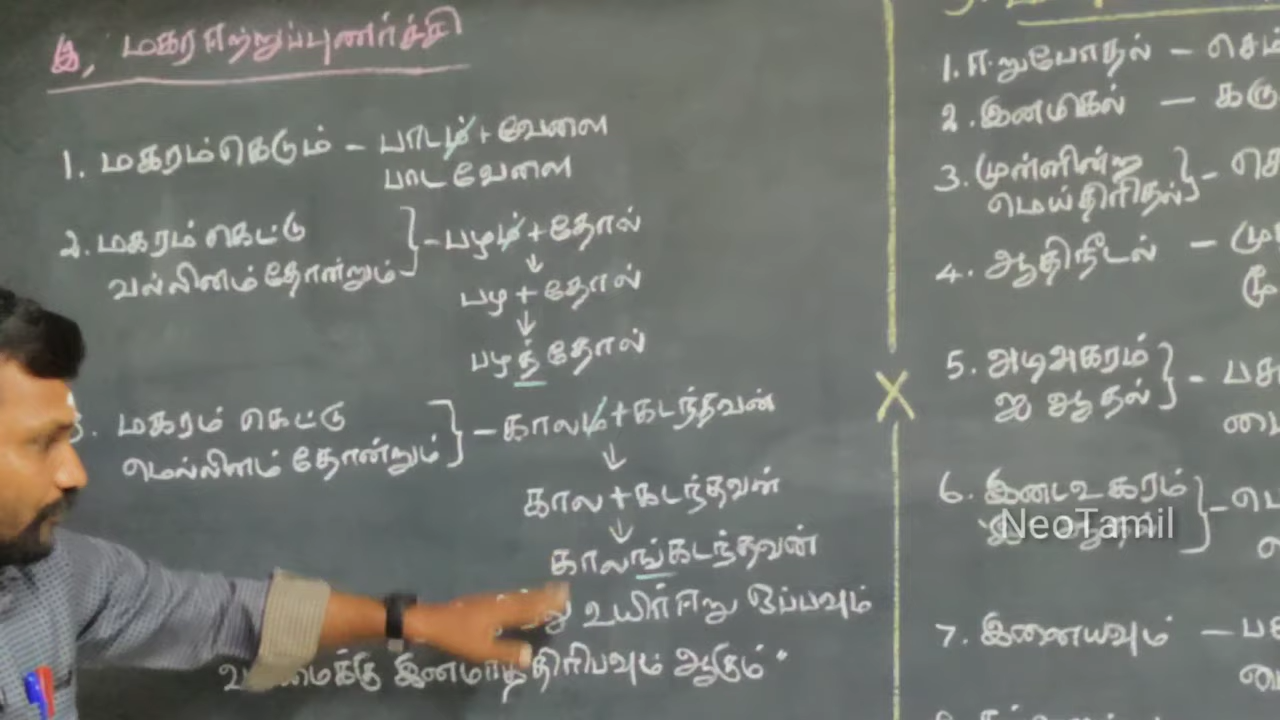 இ, மகரஈற்றுப்புணர்ச்சி
1. மகரம்கெடும் - பாடம்+வேளை
பாடவேளை
2. மகரம் கெட்டு
வல்லினம்தோன்றும் } - பழம்+தோல்
↓
பழ+தோல்
↓
பழத்தோல்
3. மகரம் கெட்டு
மெல்லினம் தோன்றும் } - காலம்+கடந்தவன்
↓
கால+கடந்தவன்
↓
காலங்கடந்தவன்
உயிர்ஈறு ஒப்பவும்
இனமாத்திரிபவும் ஆகும்"
X
1. ஈறுபோதல் -
2. இனமிகல் - கரு
3. முன்னின்ற
மெய்திரிதல் } -
4. ஆதிநீடல் -
5. அடிஅகரம்
ஐ ஆதல் } -
6. இடைஉகரம்
NeoTamil
7. இனையவும் -